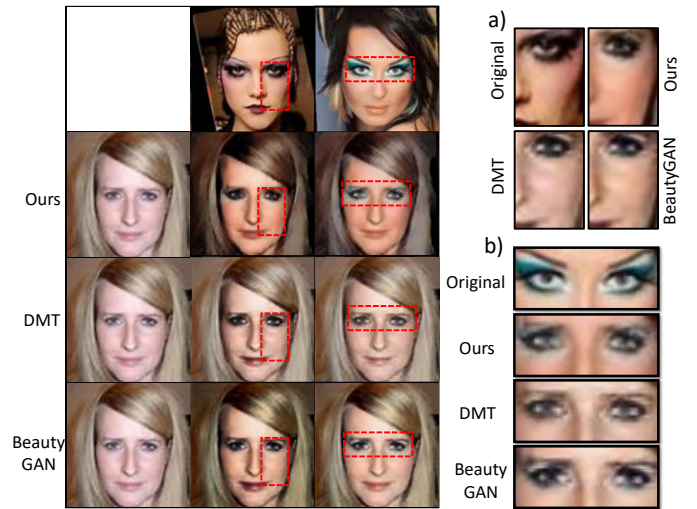 Ours
DMT
Beauty
GAN
a)
Original
Ours
DMT
BeautyGAN
b)
Original
Ours
DMT
Beauty
GAN